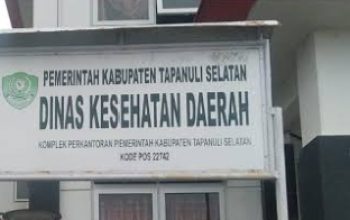 PEMERINTAH KABUPATEN TAPANULI SELATAN
DINAS KESEHATAN DAERAH
KOMPLEK PERKANTORAN PEMERINTAH KABUPATEN TAPANULI SELATAN
KODE POS 22742